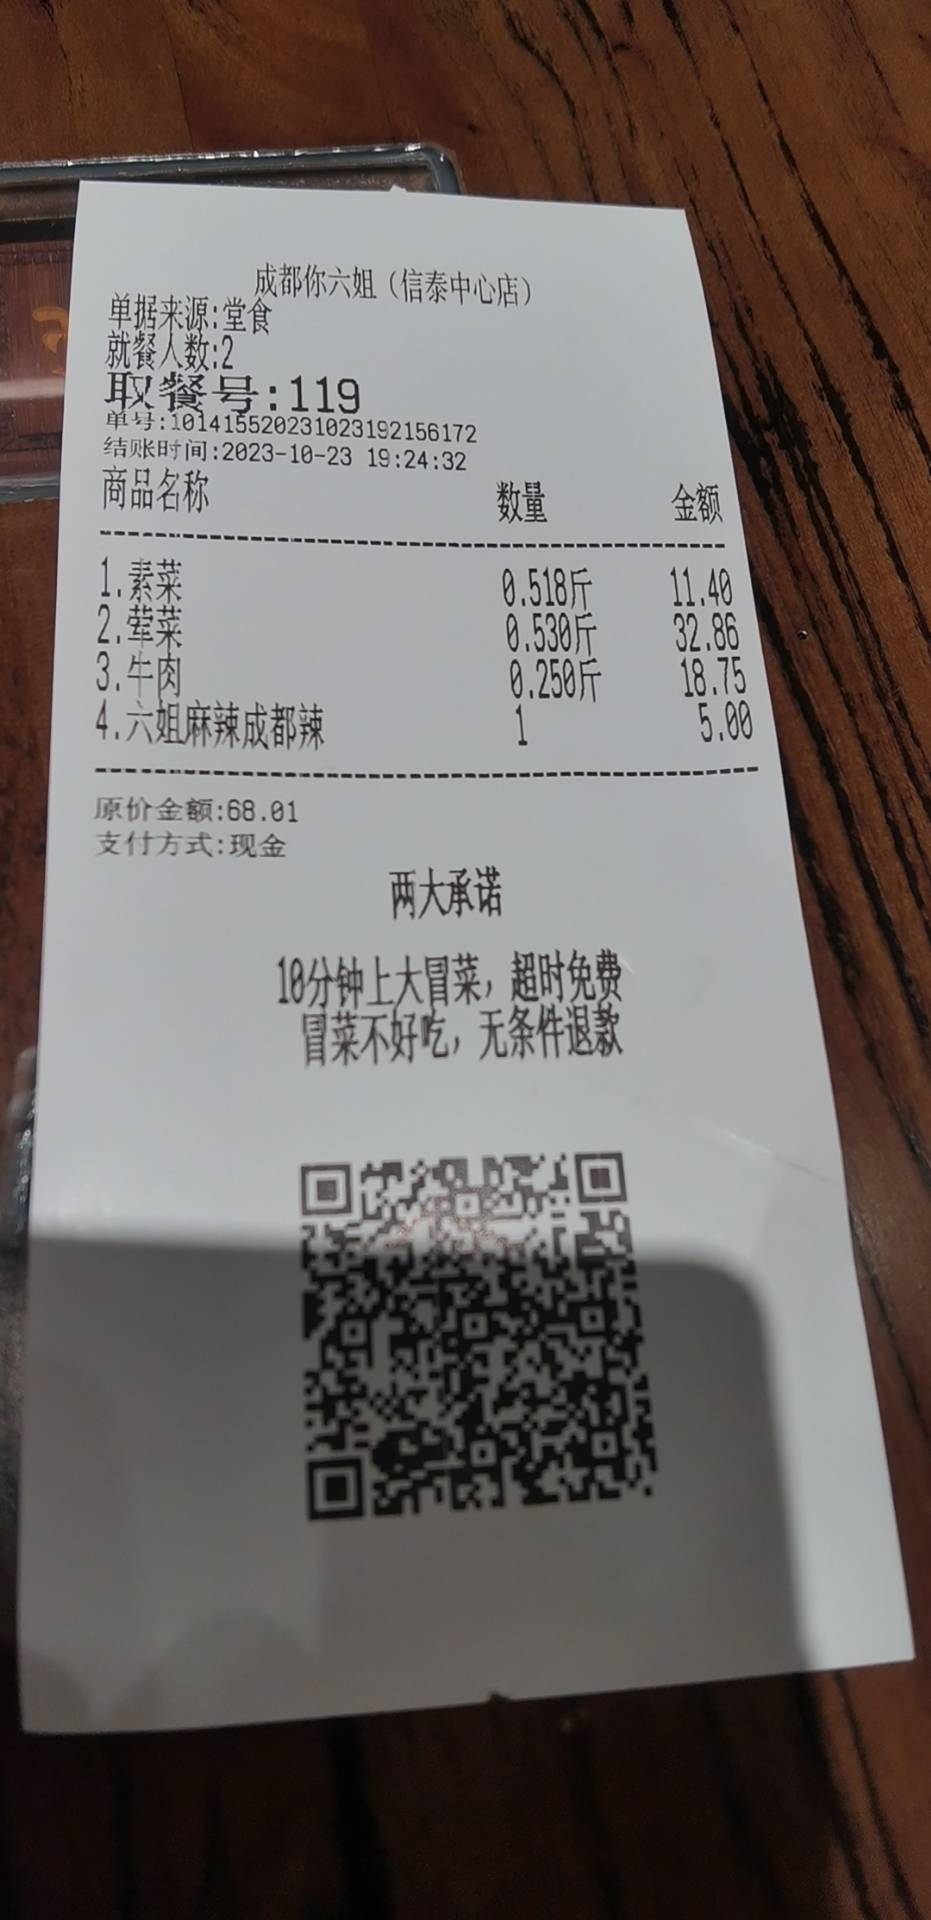 成都你六姐（信泰中心店）
单据来源:堂食
就餐人数:2
取餐号:119
单号:101415520231023192156172
结账时间:2023-10-23 19:24:32
商品名称 数量 金额
1.素菜 0.518斤 11.40
2.荤菜 0.530斤 32.86
3.牛肉 0.250斤 18.75
4.六姐麻辣成都辣 1 5.00
原价金额:68.01
支付方式:现金
两大承诺
10分钟上大冒菜，超时免费
冒菜不好吃，无条件退款